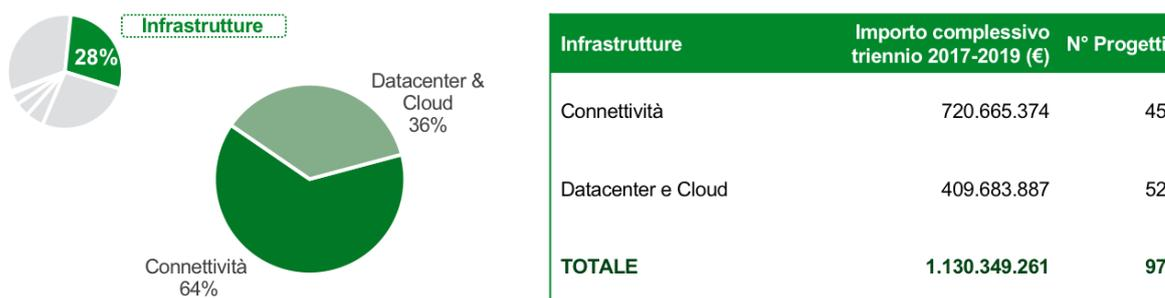 Infrastrutture
28%
Datacenter &
Cloud
36%
Connettività
64%
Infrastrutture Importo complessivo triennio 2017-2019 (€) N° Progetti
Connettività 720.665.374 45
Datacenter e Cloud 409.683.887 52
TOTALE 1.130.349.261 97